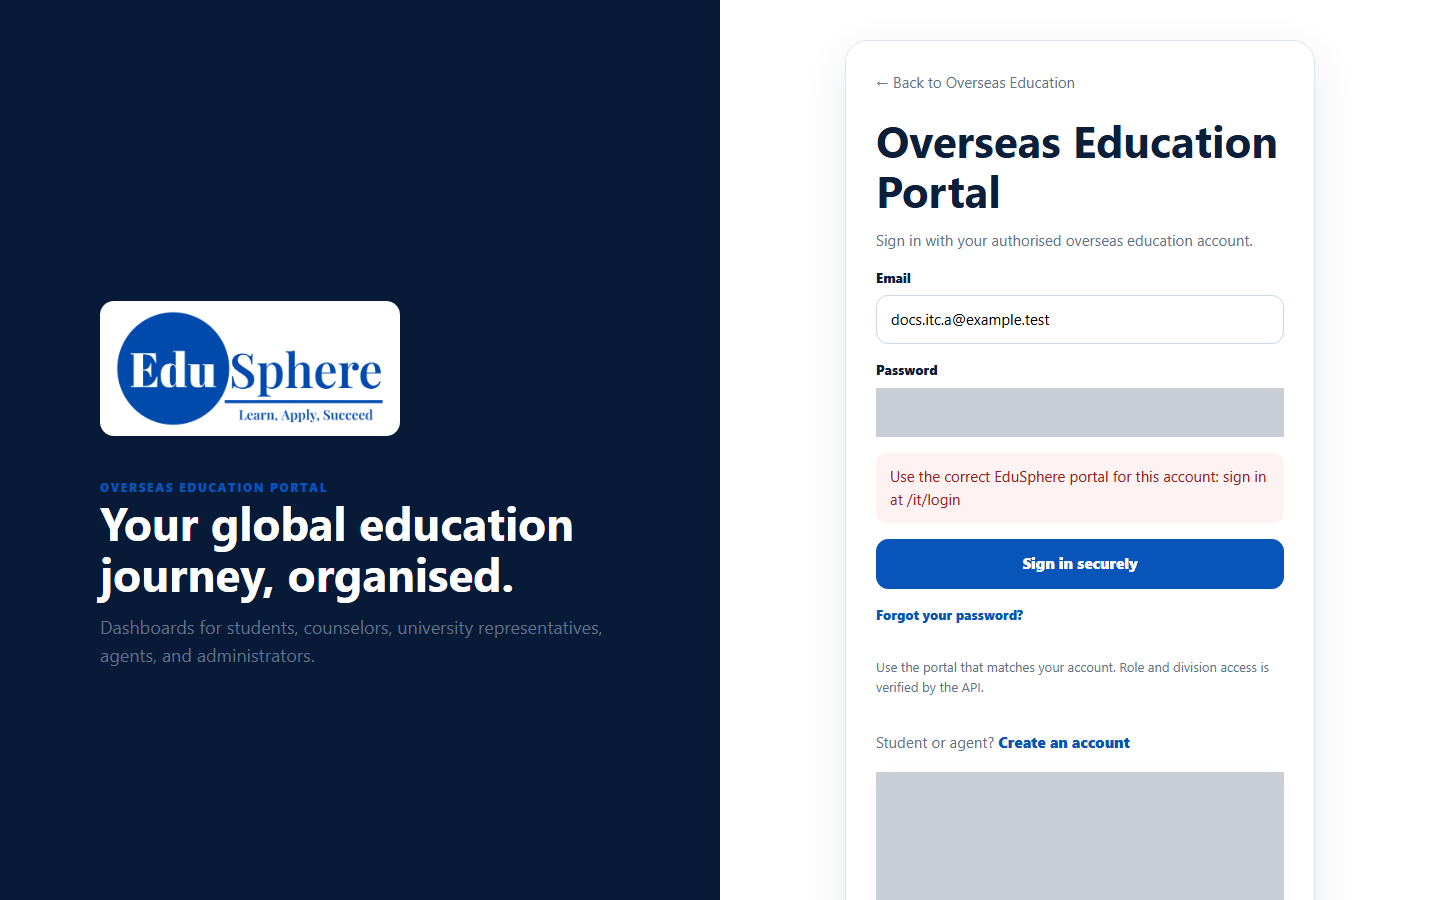 EduSphere
Learn, Apply, Succeed
OVERSEAS EDUCATION PORTAL
Your global education
journey, organised.
Dashboards for students, counselors, university representatives,
agents, and administrators.
← Back to Overseas Education
Overseas Education
Portal
Sign in with your authorised overseas education account.
Email
docs.itc.a@example.test
Password
Use the correct EduSphere portal for this account: sign in
at /it/login
Sign in securely
Forgot your password?
Use the portal that matches your account. Role and division access is
verified by the API.
Student or agent? Create an account